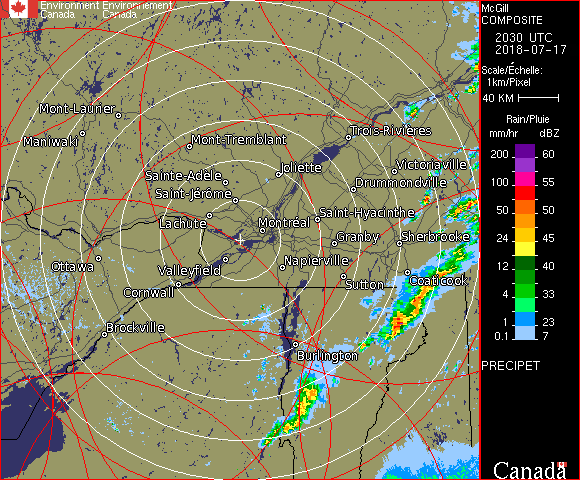 Environment Environnement
Canada Canada
McGill
COMPOSITE
2030 UTC
2018-07-17
Scale/Échelle:
1km/Pixel
40 KM
Rain/Pluie
mm/hr dBZ
200 60
60
100 55
50 50
50 45
24 45
12 40
4 33
1 23
0.1 7
PRECIPET
Canada
Mont-Laurier
Maniwaki
Mont-Tremblant
Trois-Rivières
Sainte-Adèle
Joliette
Victoriaville
Saint-Jérôme
Drummondville
Lachute
Saint-Hyacinthe
Montréal
Granby
Sherbrooke
Ottawa
Valleyfield
Napierville
Sutton
Coaticook
Cornwall
Brockville
Burlington